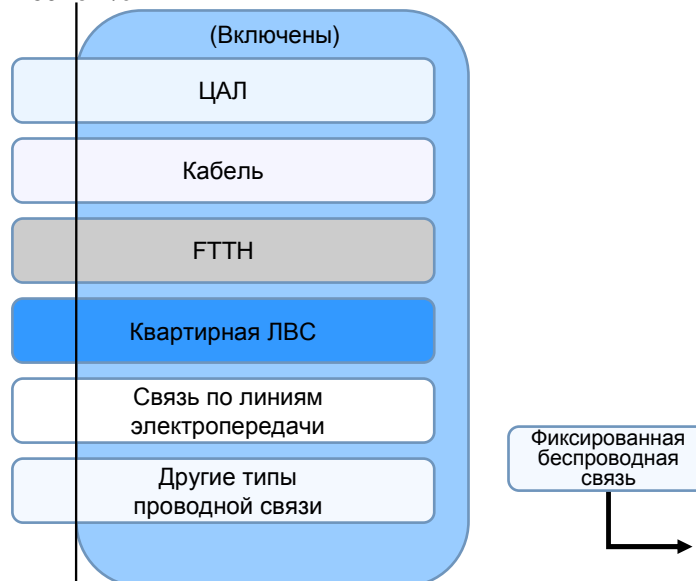 (Включены)
ЦАЛ
Кабель
FTTH
Квартирная ЛВС
Связь по линиям
электропередачи
Другие типы
проводной связи
Фиксированная
беспроводная
связь